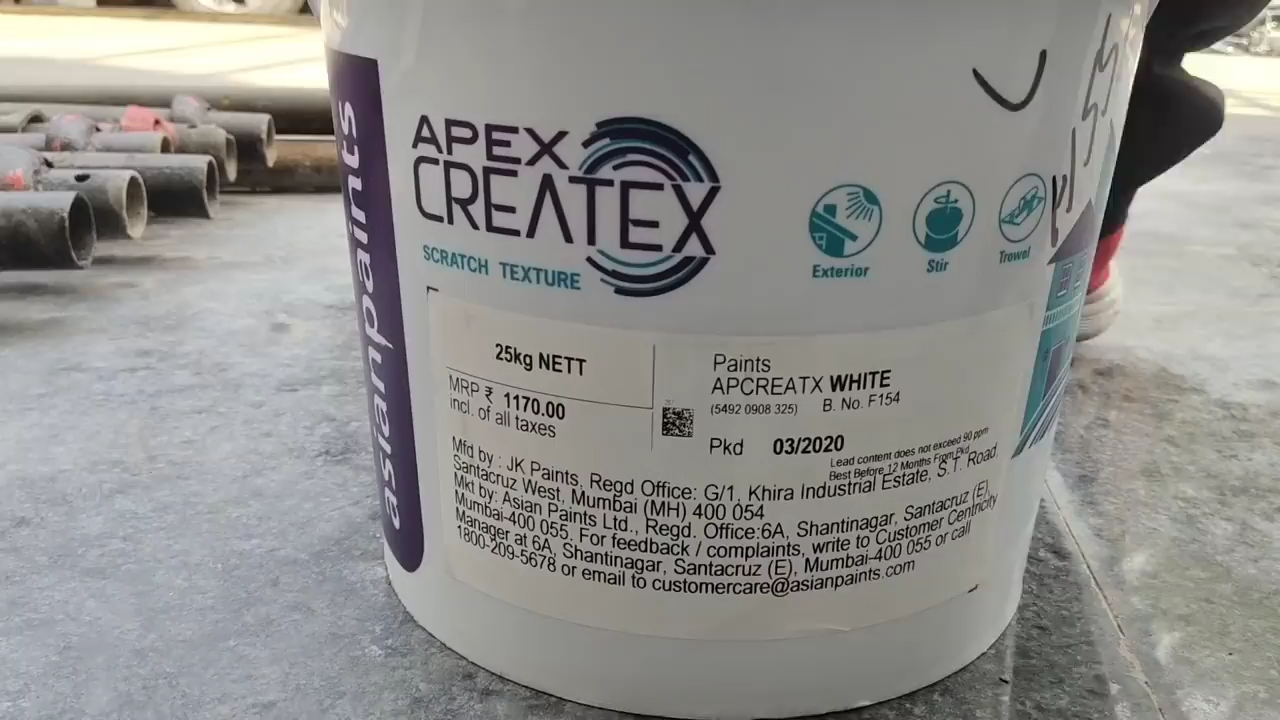 asianpaints
APEX
CREATEX
SCRATCH TEXTURE
Exterior
Stir
Trowel
25kg NETT
MRP ₹ 1170.00
incl. of all taxes
Paints
APCREATX WHITE
(5492 0908 325) B. No. F154
Pkd 03/2020
Lead content does not exceed 90 ppm
Best Before 12 Months From Pkd
Mfd by : JK Paints, Regd Office: G/1, Khira Industrial Estate, S.T. Road,
Santacruz West, Mumbai (MH) 400 054
Mkt by: Asian Paints Ltd., Regd. Office:6A, Shantinagar, Santacruz (E),
Mumbai-400 055. For feedback / complaints, write to Customer Centricity
Manager at 6A, Shantinagar, Santacruz (E), Mumbai-400 055 or call
1800-209-5678 or email to customercare@asianpaints.com